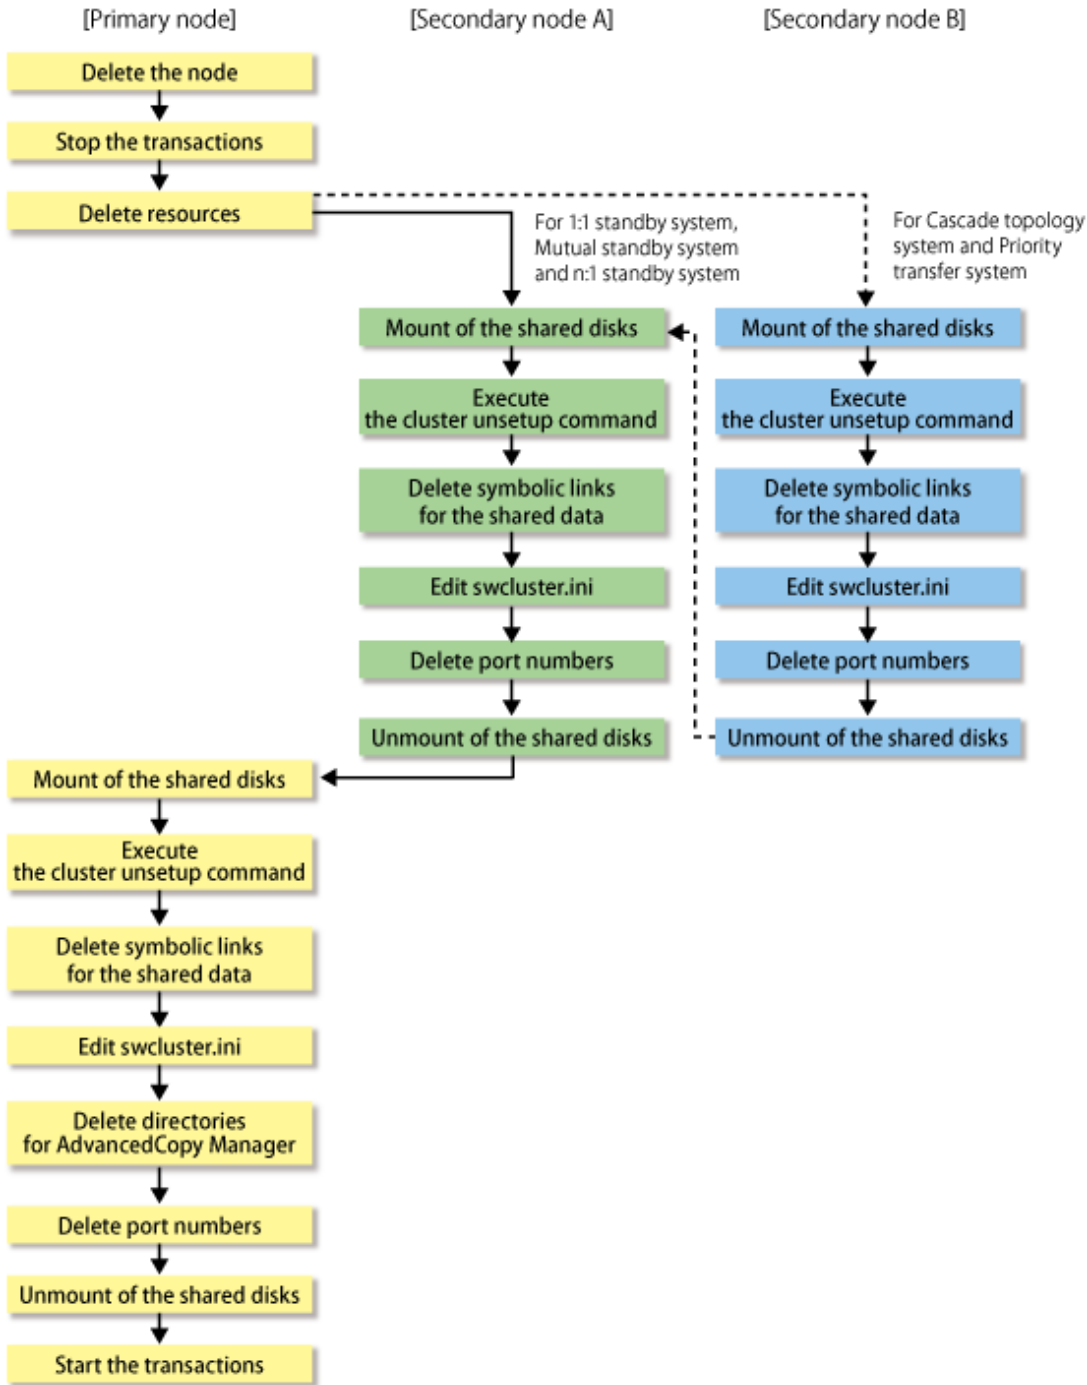 [Primary node]
[Secondary node A]
[Secondary node B]
Delete the node
Stop the transactions
Delete resources
For 1:1 standby system,
Mutual standby system
and n:1 standby system
For Cascade topology
system and Priority
transfer system
Mount of the shared disks
Execute
the cluster unsetup command
Delete symbolic links
for the shared data
Edit swcluster.ini
Delete port numbers
Unmount of the shared disks
Mount of the shared disks
Execute
the cluster unsetup command
Delete symbolic links
for the shared data
Edit swcluster.ini
Delete port numbers
Unmount of the shared disks
Mount of the shared disks
Execute
the cluster unsetup command
Delete symbolic links
for the shared data
Edit swcluster.ini
Delete directories
for AdvancedCopy Manager
Delete port numbers
Unmount of the shared disks
Start the transactions